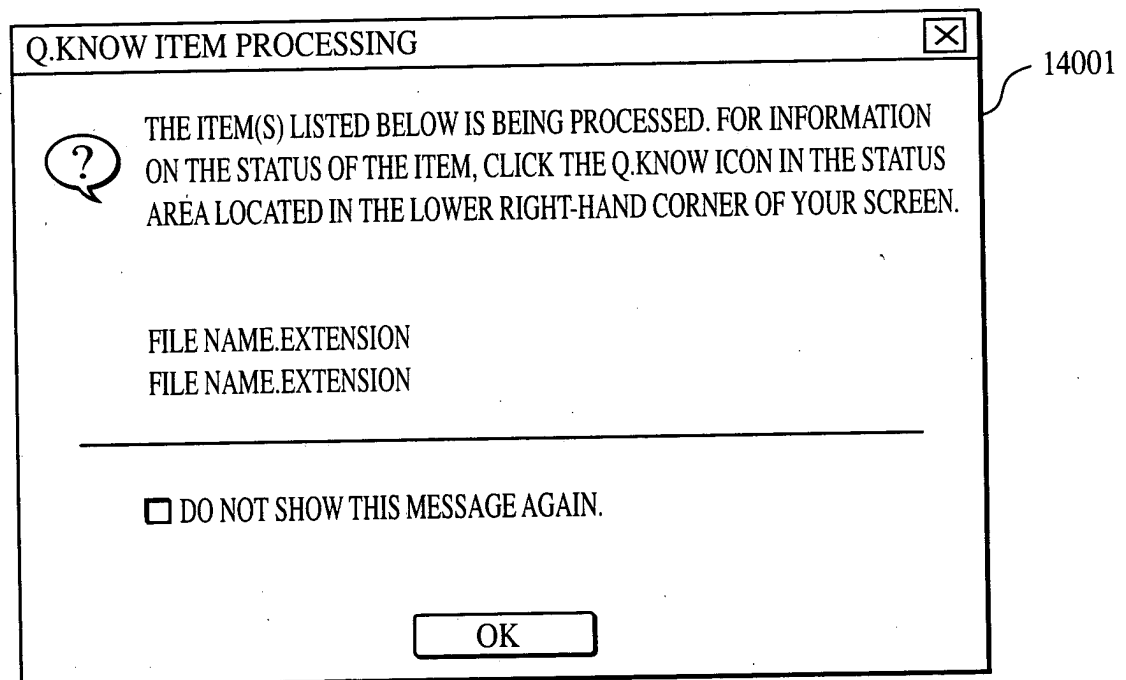 Q.KNOW ITEM PROCESSING
14001
THE ITEM(S) LISTED BELOW IS BEING PROCESSED. FOR INFORMATION
ON THE STATUS OF THE ITEM, CLICK THE Q.KNOW ICON IN THE STATUS
AREA LOCATED IN THE LOWER RIGHT-HAND CORNER OF YOUR SCREEN.
FILE NAME.EXTENSION
FILE NAME.EXTENSION
DO NOT SHOW THIS MESSAGE AGAIN.
OK